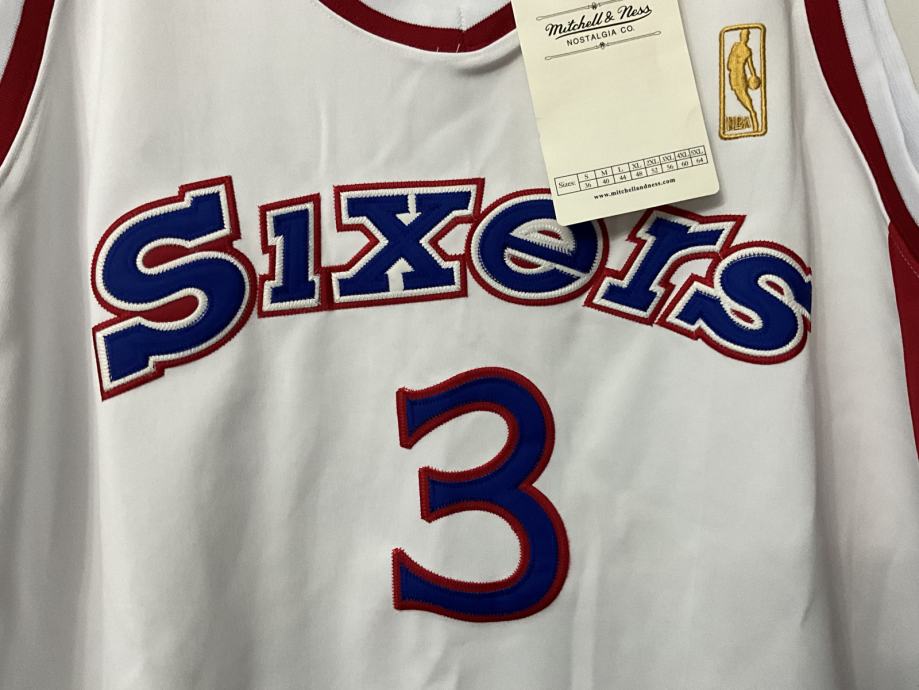 Mitchell & Ness
NOSTALGIA CO.
NBA
Sizes: S M L XL 2XL 3XL 4XL 5XL
36 40 44 48 52 56 60 64
www.mitchellandness.com
Sixers
3